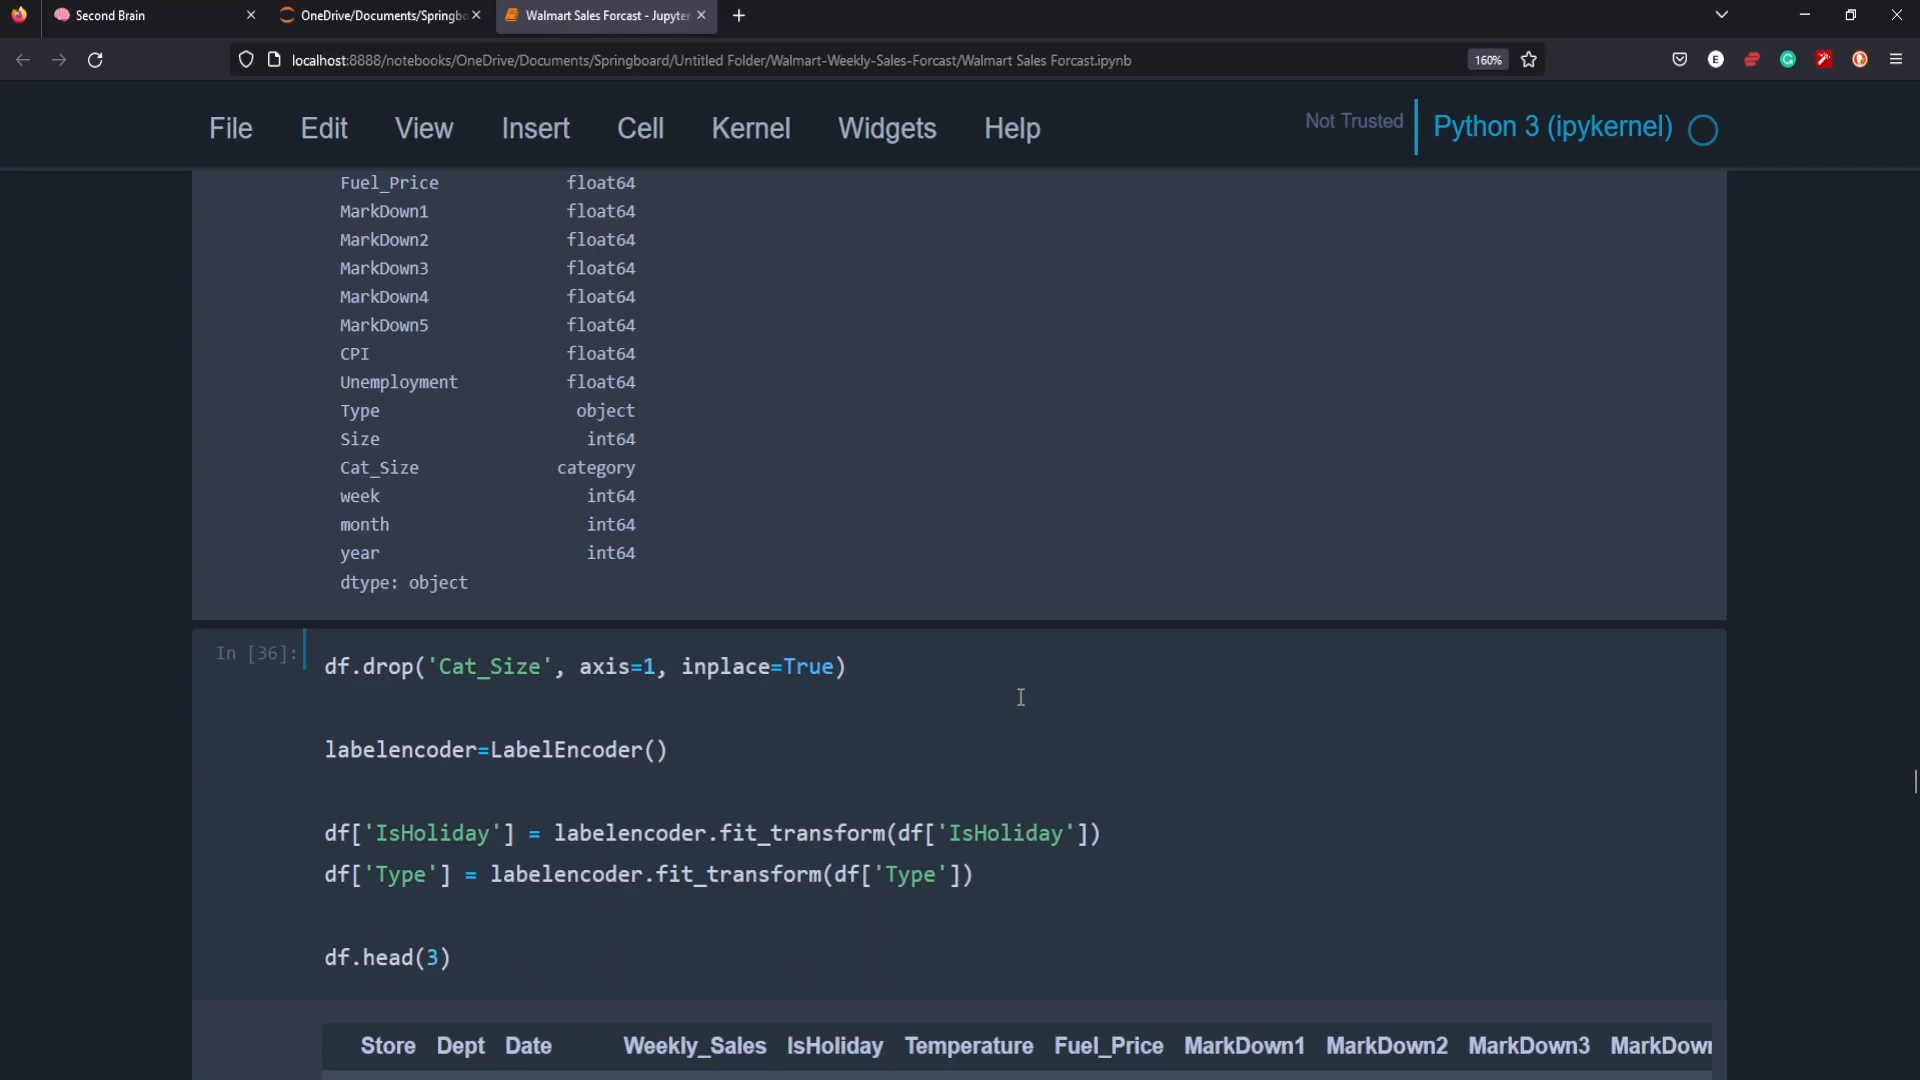 Second Brain
OneDrive/Documents/Springbo
Walmart Sales Forcast - Jupyter
localhost:8888/notebooks/OneDrive/Documents/Springboard/Untitled Folder/Walmart-Weekly-Sales-Forcast/Walmart Sales Forcast.ipynb
160%
File Edit View Insert Cell Kernel Widgets Help
Not Trusted
Python 3 (ipykernel)
Fuel_Price float64
MarkDown1 float64
MarkDown2 float64
MarkDown3 float64
MarkDown4 float64
MarkDown5 float64
CPI float64
Unemployment float64
Type object
Size int64
Cat_Size category
week int64
month int64
year int64
dtype: object
In [36]:
df.drop('Cat_Size', axis=1, inplace=True)
labelencoder=LabelEncoder()
df['IsHoliday'] = labelencoder.fit_transform(df['IsHoliday'])
df['Type'] = labelencoder.fit_transform(df['Type'])
df.head(3)
Store Dept Date Weekly_Sales IsHoliday Temperature Fuel_Price MarkDown1 MarkDown2 MarkDown3 MarkDown